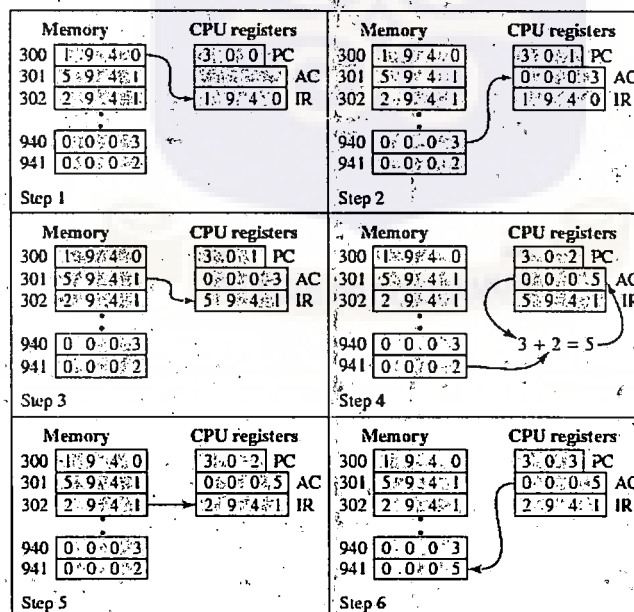 Memory CPU registers
300 1 9 4 0 3 0 0 PC
301 5 9 4 1 AC
302 2 9 4 1 1 9 4 0 IR
940 0 0 0 3
941 0 0 0 2
Step 1
Memory CPU registers
300 1 9 4 0 3 0 1 PC
301 5 9 4 1 0 0 0 3 AC
302 2 9 4 1 1 9 4 0 IR
940 0 0 0 3
941 0 0 0 2
Step 2
Memory CPU registers
300 1 9 4 0 3 0 1 PC
301 5 9 4 1 0 0 0 3 AC
302 2 9 4 1 5 9 4 1 IR
940 0 0 0 3
941 0 0 0 2
Step 3
Memory CPU registers
300 1 9 4 0 3 0 2 PC
301 5 9 4 1 0 0 0 5 AC
302 2 9 4 1 5 9 4 1 IR
940 0 0 0 3 3 + 2 = 5
941 0 0 0 2
Step 4
Memory CPU registers
300 1 9 4 0 3 0 2 PC
301 5 9 4 1 0 0 0 5 AC
302 2 9 4 1 2 9 4 1 IR
940 0 0 0 3
941 0 0 0 2
Step 5
Memory CPU registers
300 1 9 4 0 3 0 3 PC
301 5 9 4 1 0 0 0 5 AC
302 2 9 4 1 2 9 4 1 IR
940 0 0 0 3
941 0 0 0 5
Step 6